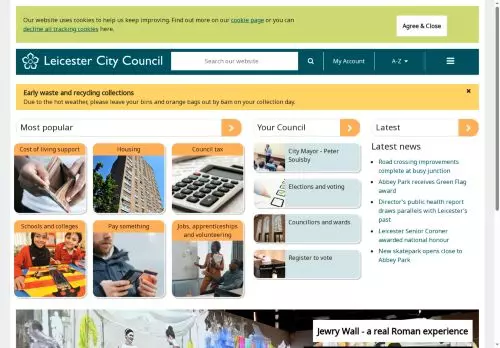 Our website uses cookies to help us keep improving. Find out more on our cookie page or you can
decline all tracking cookies here.
Agree & Close
Leicester City Council
Search our website
My Account
A-Z
Early waste and recycling collections
Due to the hot weather, please leave your bins and orange bags out by 6am on your collection day.
Most popular
Cost of living support
Housing
Council tax
Schools and colleges
Pay something
Jobs, apprenticeships
and volunteering
Your Council
City Mayor - Peter
Soulsby
Elections and voting
Councillors and wards
Register to vote
Latest
Latest news
Road crossing improvements
complete at busy junction
Abbey Park receives Green Flag
award
Director's public health report
draws parallels with Leicester's
past
Leicester Senior Coroner
awarded national honour
New skatepark opens close to
Abbey Park
Jewry Wall - a real Roman experience